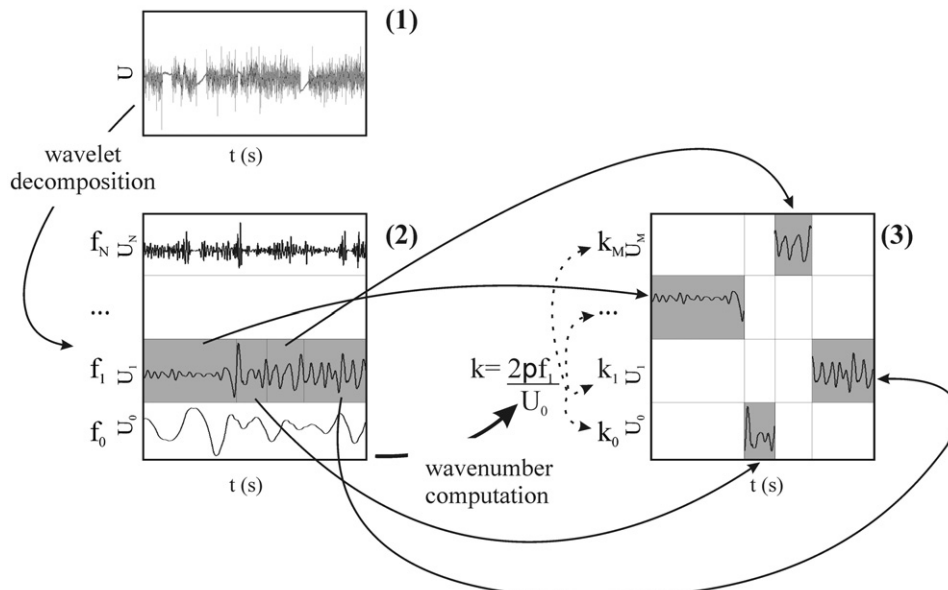 (1)
U
t (s)
wavelet
decomposition
(2)
f_N U_N
...
f_1 U_1
f_0 U_0
t (s)
k= 2pf_1
U_0
wavenumber
computation
(3)
k_M U_M
...
k_1 U_1
k_0 U_0
t (s)